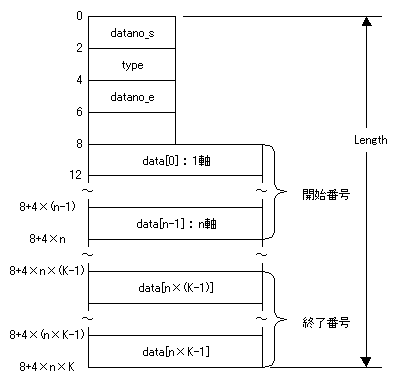 0
datano_s
2
type
4
datano_e
6
8
data[0]：1軸
12
～ ～
8+4×(n-1)
data[n-1]：n軸
8+4×n
開始番号
Length
～ ～
8+4×n×(K-1)
data[n×(K-1)]
～ ～
8+4×(n×K-1)
data[n×K-1]
8+4×n×K
終了番号